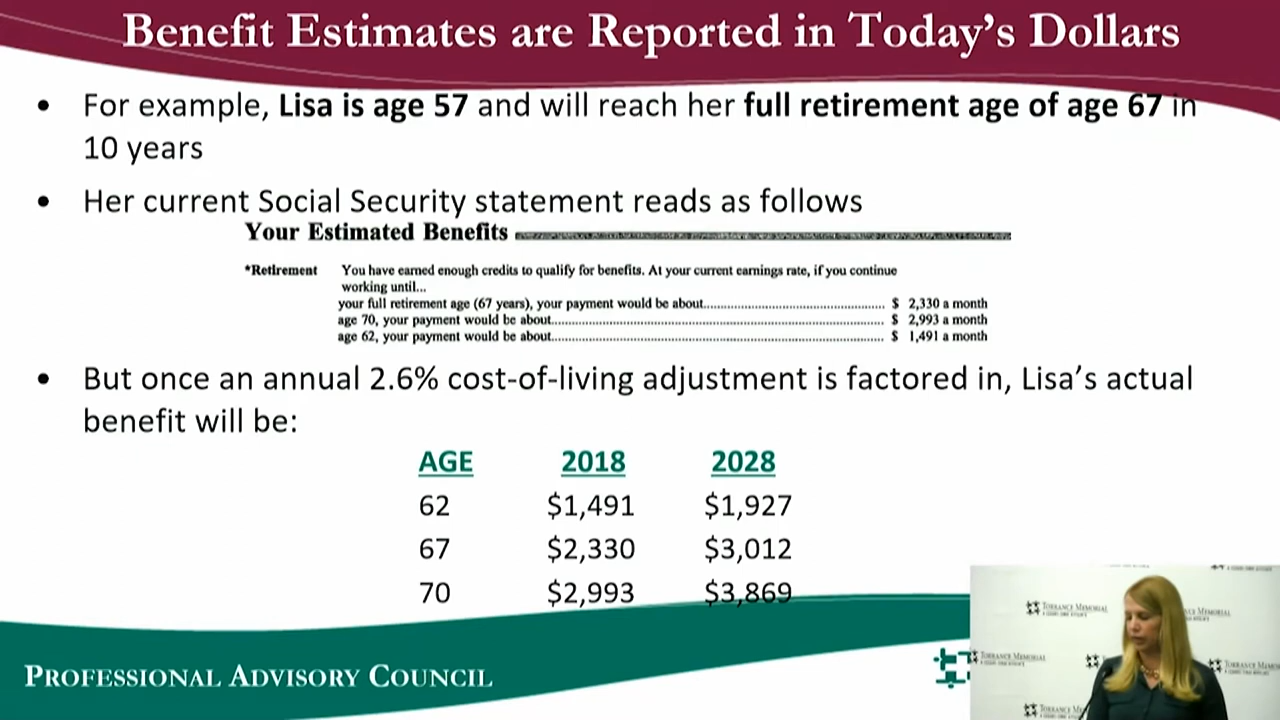 Benefit Estimates are Reported in Today's Dollars
• For example, Lisa is age 57 and will reach her full retirement age of age 67 in
10 years
• Her current Social Security statement reads as follows
Your Estimated Benefits
*Retirement You have earned enough credits to qualify for benefits. At your current earnings rate, if you continue
working until...
your full retirement age (67 years), your payment would be about.......... $ 2,330 a month
age 70, your payment would be about.......... $ 2,993 a month
age 62, your payment would be about.......... $ 1,491 a month
• But once an annual 2.6% cost-of-living adjustment is factored in, Lisa's actual
benefit will be:
AGE 2018 2028
62 $1,491 $1,927
67 $2,330 $3,012
70 $2,993 $3,869
PROFESSIONAL ADVISORY COUNCIL
TORRANCE MEMORIAL
TORRANCE MEMORIAL
TORRANCE MEMORIAL